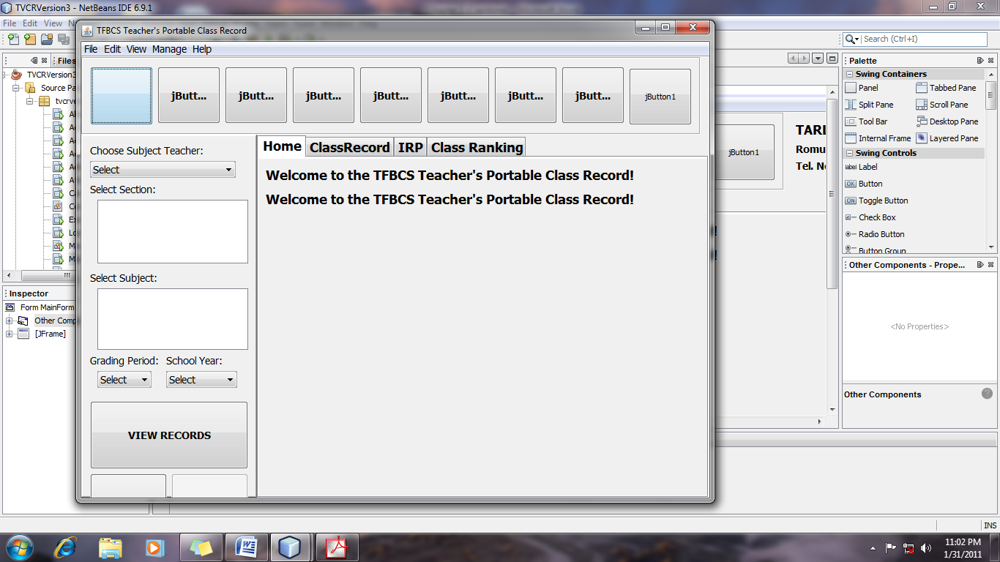 TVCRVersion3 - NetBeans IDE 6.9.1
File Edit View
Search (Ctrl+I)
TFBCS Teacher's Portable Class Record
File Edit View Manage Help
jButt... jButt... jButt... jButt... jButt... jButt... jButt... jButton1
Choose Subject Teacher:
Select
Select Section:
Select Subject:
Grading Period: School Year:
Select Select
VIEW RECORDS
Home ClassRecord IRP Class Ranking
Welcome to the TFBCS Teacher's Portable Class Record!
Welcome to the TFBCS Teacher's Portable Class Record!
Files
TVCRVersion3
Source Pa
tvcrve
Inspector
Form MainForm
Other Comp
[JFrame]
jButton1
Romu
Tel. N
Palette
Swing Containers
Panel Tabbed Pane
Split Pane Scroll Pane
Tool Bar Desktop Pane
Internal Frame Layered Pane
Swing Controls
label Label
OK Button
ON Toggle Button
Check Box
Radio Button
Button Group
Other Components - Prope...
<No Properties>
Other Components
INS
11:02 PM
1/31/2011